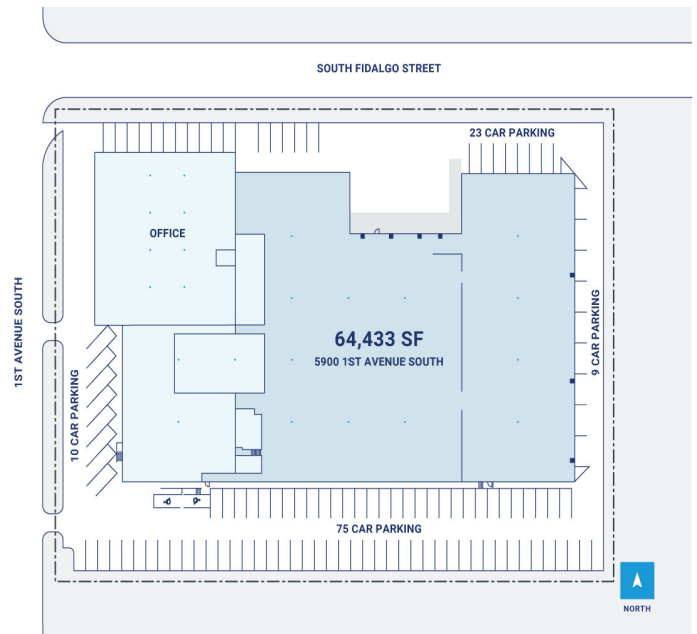 SOUTH FIDALGO STREET
23 CAR PARKING
OFFICE
1ST AVENUE SOUTH
64,433 SF
5900 1ST AVENUE SOUTH
9 CAR PARKING
10 CAR PARKING
75 CAR PARKING
NORTH